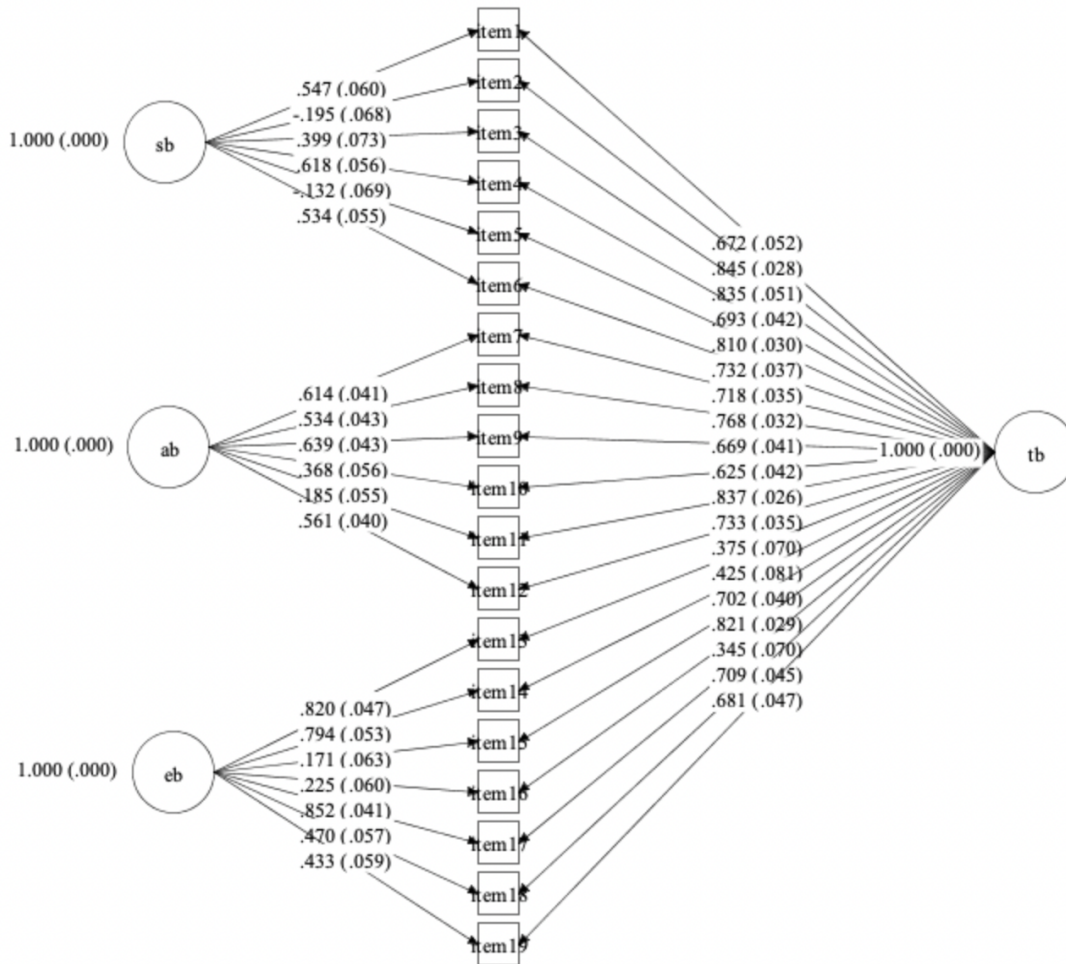 item1
item2
item3
item4
item5
item6
item7
item8
item9
item10
item11
item12
item13
item14
item15
item16
item17
item18
item19
1.000 (.000)
sb
.547 (.060)
-.195 (.068)
.399 (.073)
.618 (.056)
-.132 (.069)
.534 (.055)
1.000 (.000)
ab
.614 (.041)
.534 (.043)
.639 (.043)
.368 (.056)
.185 (.055)
.561 (.040)
1.000 (.000)
eb
.820 (.047)
.794 (.053)
.171 (.063)
.225 (.060)
.852 (.041)
.470 (.057)
.433 (.059)
.672 (.052)
.845 (.028)
.835 (.051)
.693 (.042)
.810 (.030)
.732 (.037)
.718 (.035)
.768 (.032)
.669 (.041)
.625 (.042)
.837 (.026)
.733 (.035)
.375 (.070)
.425 (.081)
.702 (.040)
.821 (.029)
.345 (.070)
.709 (.045)
.681 (.047)
1.000 (.000)
tb